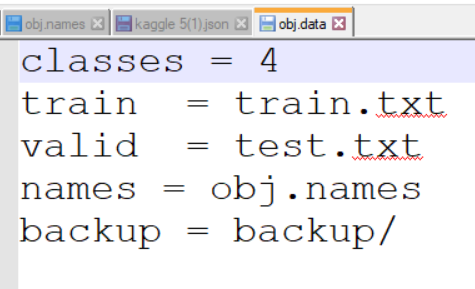 obj.names kaggle 5(1).json obj.data
classes = 4
train = train.txt
valid = test.txt
names = obj.names
backup = backup/